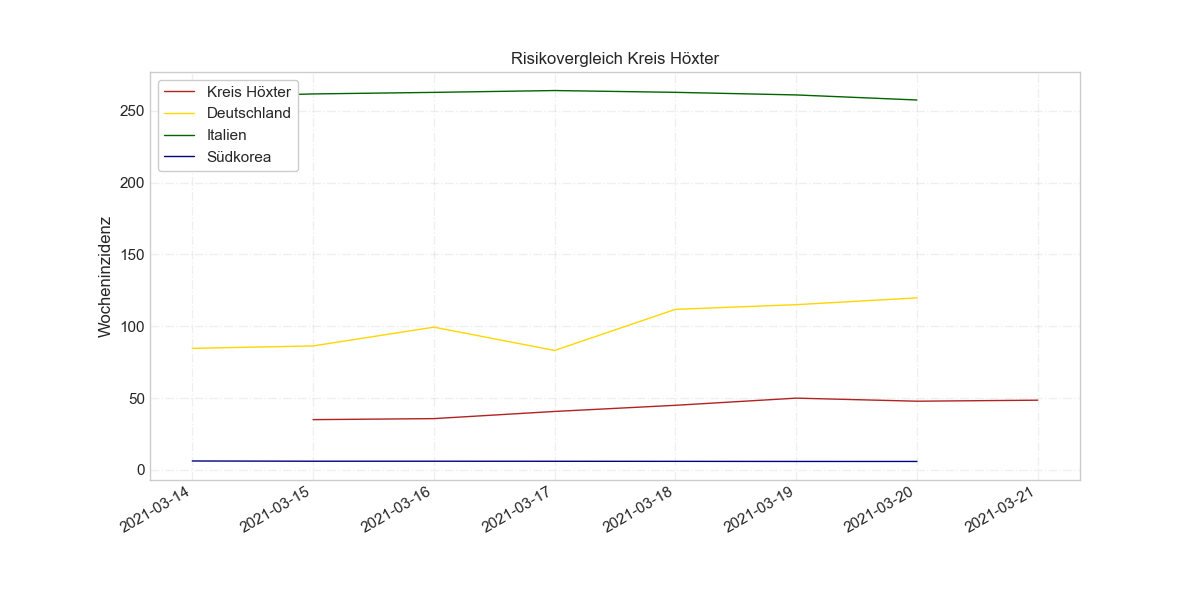 Risikovergleich Kreis Höxter
Kreis Höxter
Deutschland
Italien
Südkorea
Wocheninzidenz
250
200
150
100
50
0
2021-03-14
2021-03-15
2021-03-16
2021-03-17
2021-03-18
2021-03-19
2021-03-20
2021-03-21